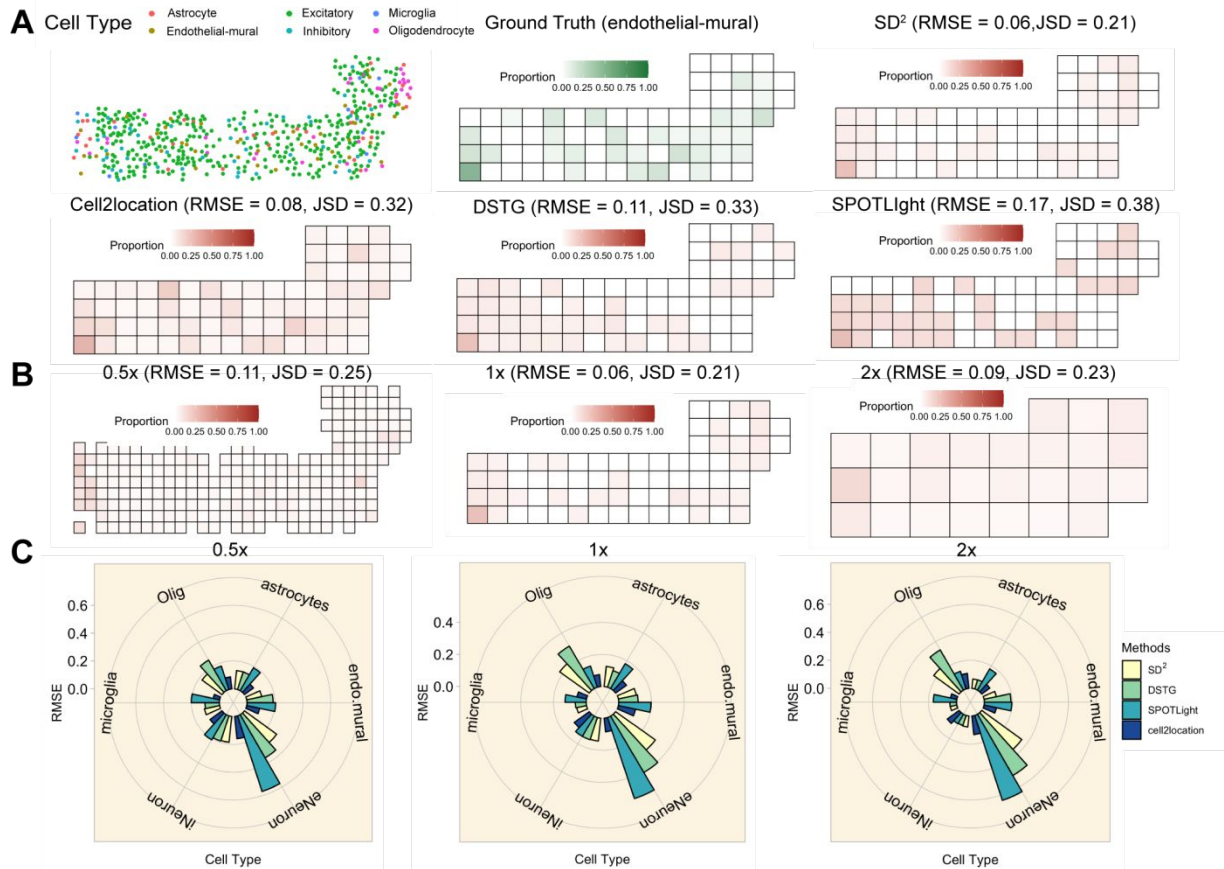 A Cell Type
Astrocyte Excitatory Microglia
Endothelial-mural Inhibitory Oligodendrocyte
Ground Truth (endothelial-mural)
Proportion
0.00 0.25 0.50 0.75 1.00
SD² (RMSE = 0.06,JSD = 0.21)
Proportion
0.00 0.25 0.50 0.75 1.00
Cell2location (RMSE = 0.08, JSD = 0.32)
Proportion
0.00 0.25 0.50 0.75 1.00
DSTG (RMSE = 0.11, JSD = 0.33)
Proportion
0.00 0.25 0.50 0.75 1.00
SPOTLIght (RMSE = 0.17, JSD = 0.38)
Proportion
0.00 0.25 0.50 0.75 1.00
B
0.5x (RMSE = 0.11, JSD = 0.25)
Proportion
0.00 0.25 0.50 0.75 1.00
1x (RMSE = 0.06, JSD = 0.21)
Proportion
0.00 0.25 0.50 0.75 1.00
2x (RMSE = 0.09, JSD = 0.23)
Proportion
0.00 0.25 0.50 0.75 1.00
C
0.5x
RMSE
0.6
0.4
0.2
0.0
Olig
astrocytes
microglia
endo.mural
iNeuron
eNeuron
Cell Type
1x
RMSE
0.4
0.2
0.0
Olig
astrocytes
microglia
endo.mural
iNeuron
eNeuron
Cell Type
2x
RMSE
0.6
0.4
0.2
0.0
Olig
astrocytes
microglia
endo.mural
iNeuron
eNeuron
Cell Type
Methods
SD²
DSTG
SPOTLight
cell2location